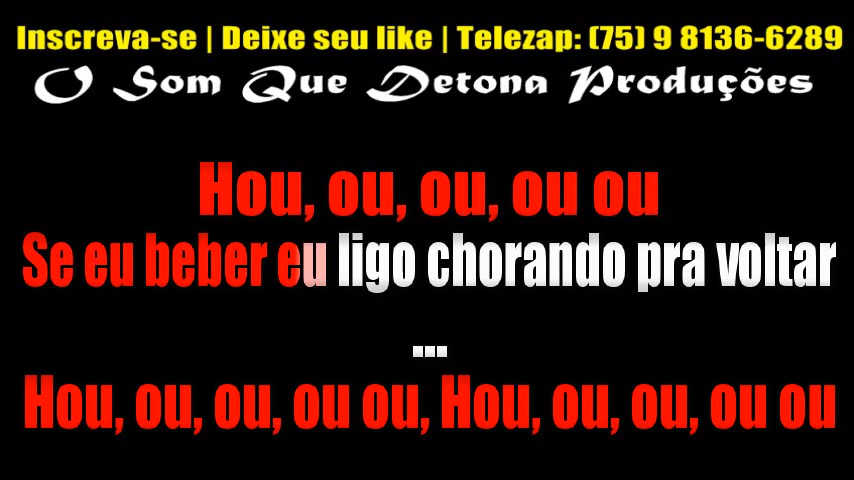 Inscreva-se | Deixe seu like | Telezap: (75) 9 8136-6289
O Som Que Detona Produções
Hou, ou, ou, ou ou
Se eu beber eu ligo chorando pra voltar
...
Hou, ou, ou, ou ou, Hou, ou, ou, ou ou